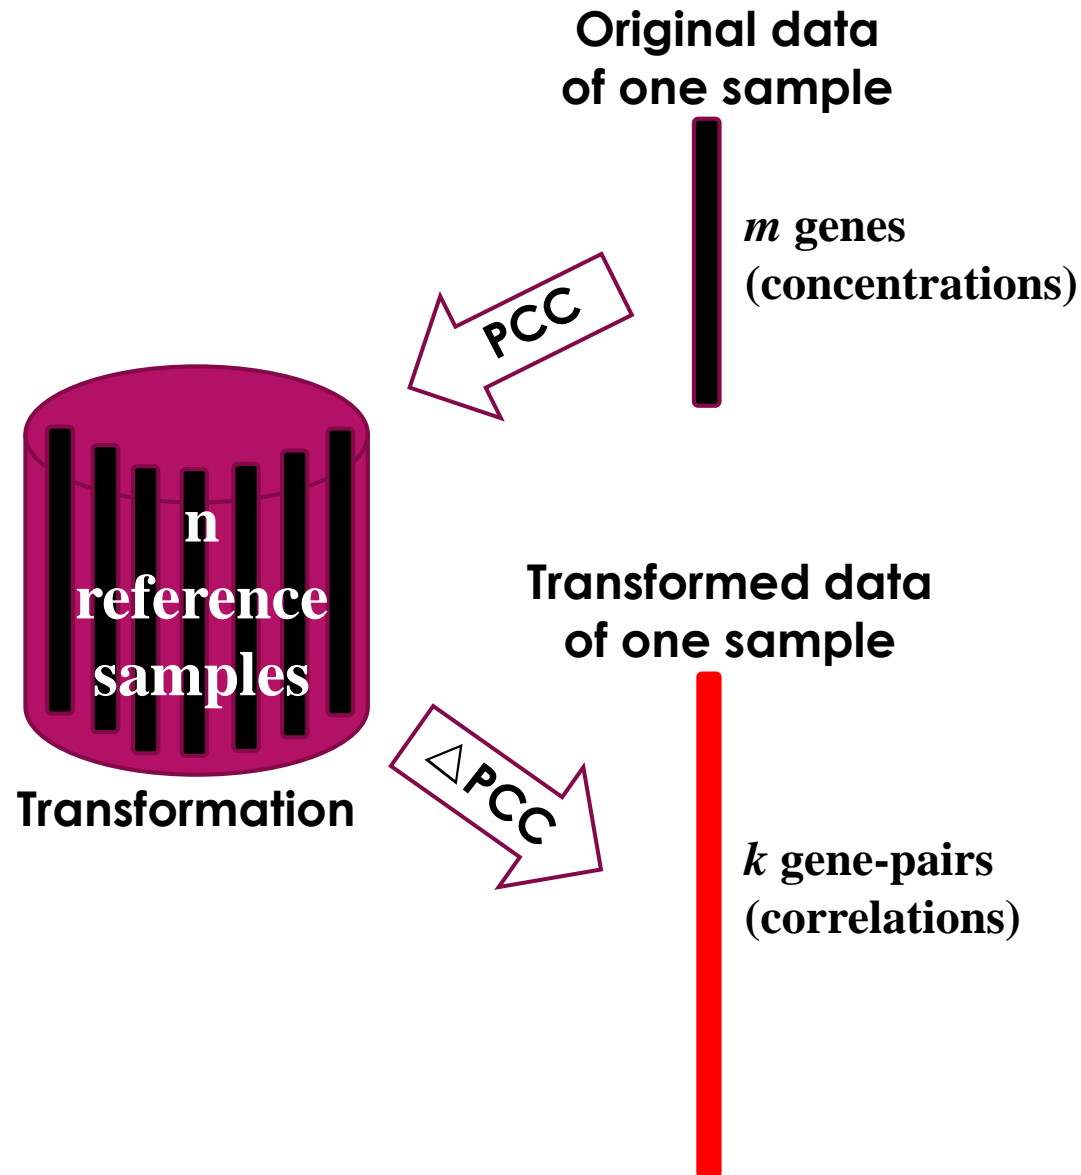 Original data
of one sample
m genes
(concentrations)
PCC
n
reference
samples
Transformation
△PCC
Transformed data
of one sample
k gene-pairs
(correlations)